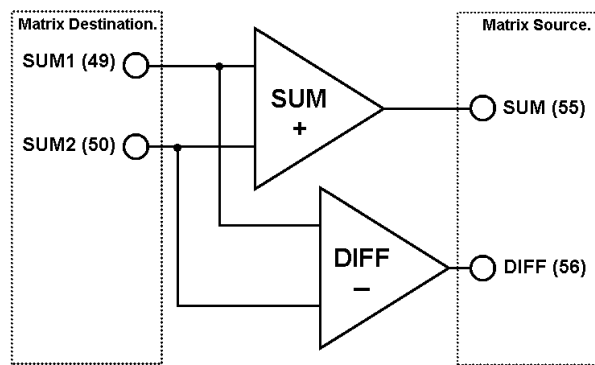 Matrix Destination.
Matrix Source.
SUM1 (49)
SUM
+
SUM (55)
SUM2 (50)
DIFF
−
DIFF (56)